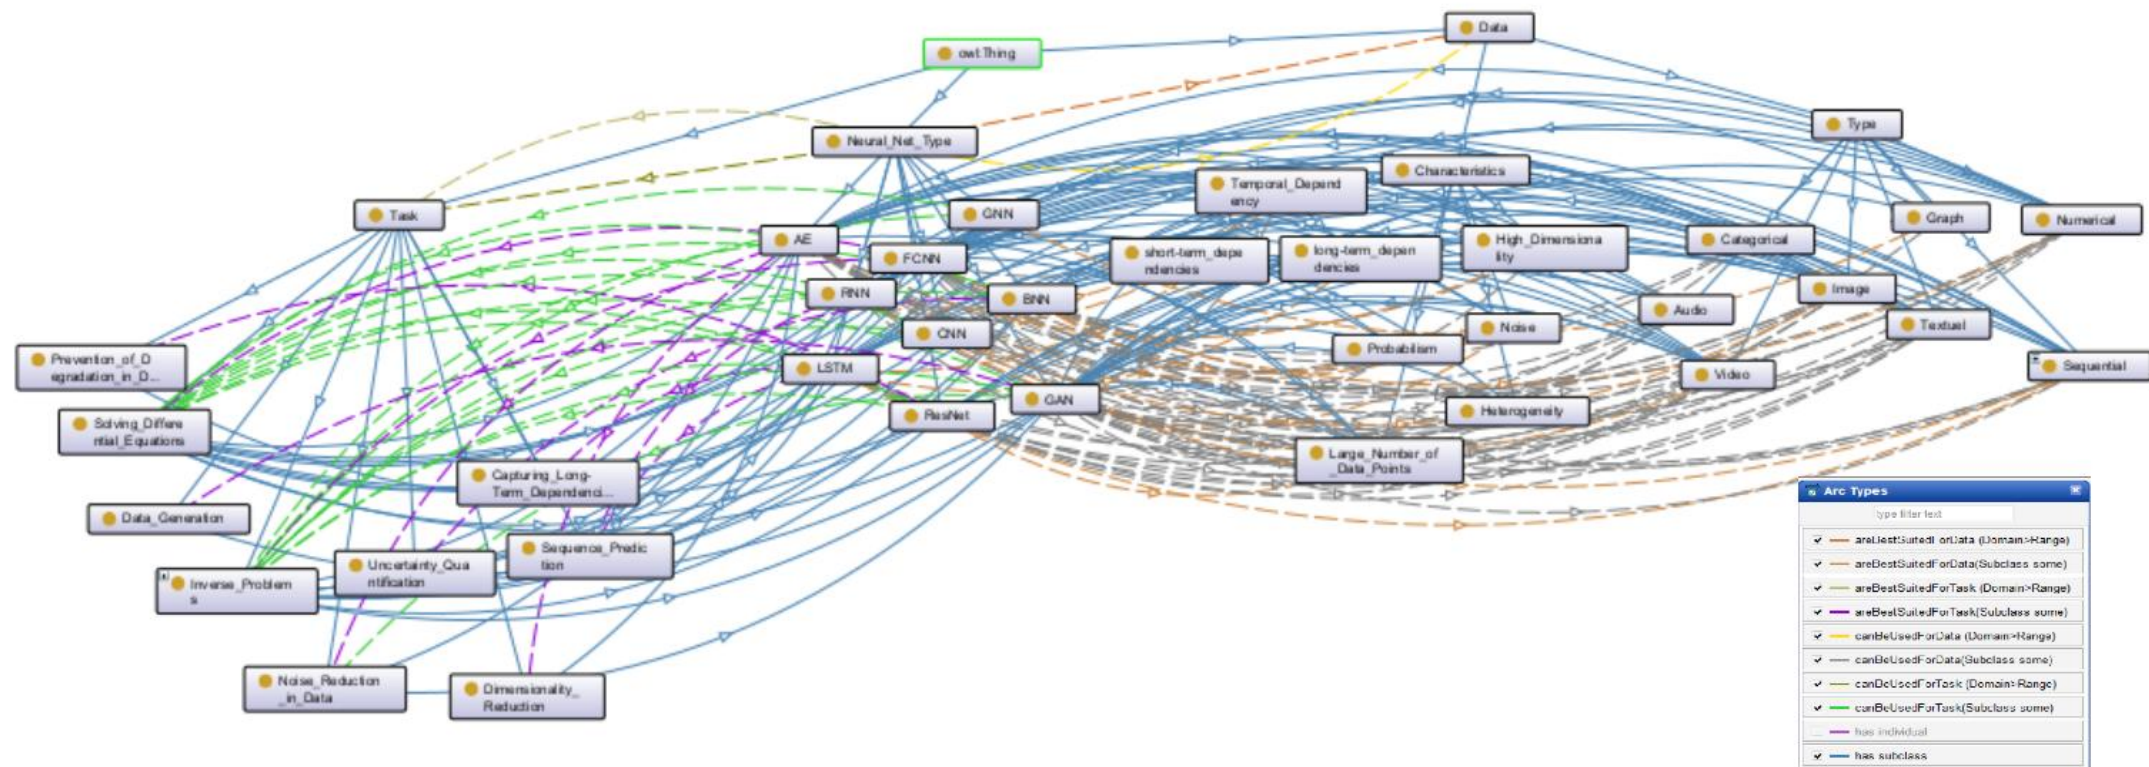 Data
owl:Thing
Type
Neural_Net_Type
Characteristics
Temporal_Depend
ency
Task
GNN
Graph
Numerical
AE
FCNN
short-term_depe
ndencies
long-term_depen
dencies
High_Dimensiona
lity
Categorical
RNN
BNN
Image
Audio
CNN
Noise
Textuel
Probabilism
Prevention_of_D
egradation_in_D...
LSTM
Video
Sequential
GAN
ResNet
Heterogeneity
Solving_Differe
ntial_Equations
Large_Number_of
_Data_Points
Capturing_Long-
Term_Dependenci...
Data_Generation
Sequence_Predic
tion
Uncertainty_Qua
ntification
Inverse_Problem
s
Noise_Reduction
_in_Data
Dimensionality_
Reduction
Arc Types
type filter text
areBestSuitedForData (Domain>Range)
areBestSuitedForData(Subclass some)
areBestSuitedForTask (Domain>Range)
areBestSuitedForTask(Subclass some)
canBeUsedForData (Domain>Range)
canBeUsedForData(Subclass some)
canBeUsedForTask (Domain>Range)
canBeUsedForTask(Subclass some)
has individual
has subclass